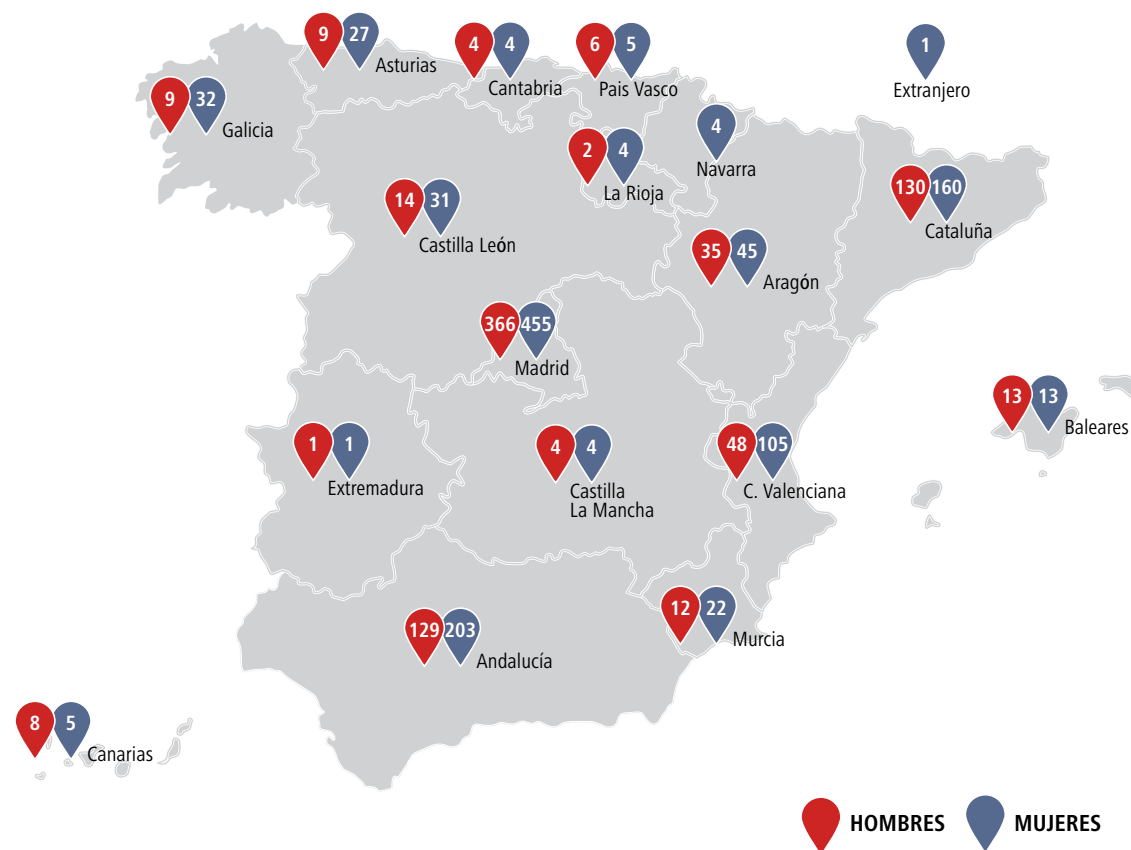 9 27
Asturias
4 4
Cantabria
6 5
Pais Vasco
1
Extranjero
9 32
Galicia
4
Navarra
2 4
La Rioja
130 160
Cataluña
14 31
Castilla León
35 45
Aragón
366 455
Madrid
13 13
Baleares
1 1
Extremadura
4 4
Castilla
La Mancha
48 105
C. Valenciana
12 22
Murcia
129 203
Andalucía
8 5
Canarias
HOMBRES MUJERES